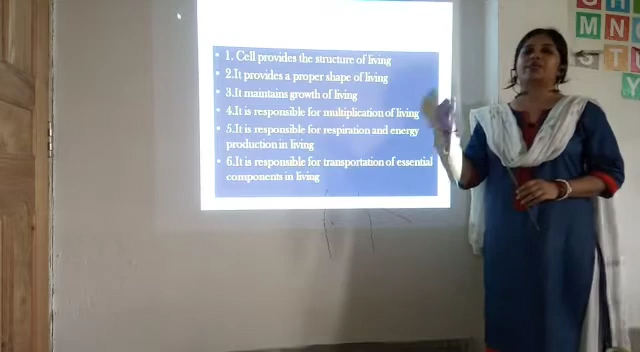 • 1. Cell provides the structure of living
• 2.It provides a proper shape of living
• 3.It maintains growth of living
• 4.It is responsible for multiplication of living
• 5.It is responsible for respiration and energy
production in living
• 6.It is responsible for transportation of essential
components in living
G H
M N O
S T U
Y